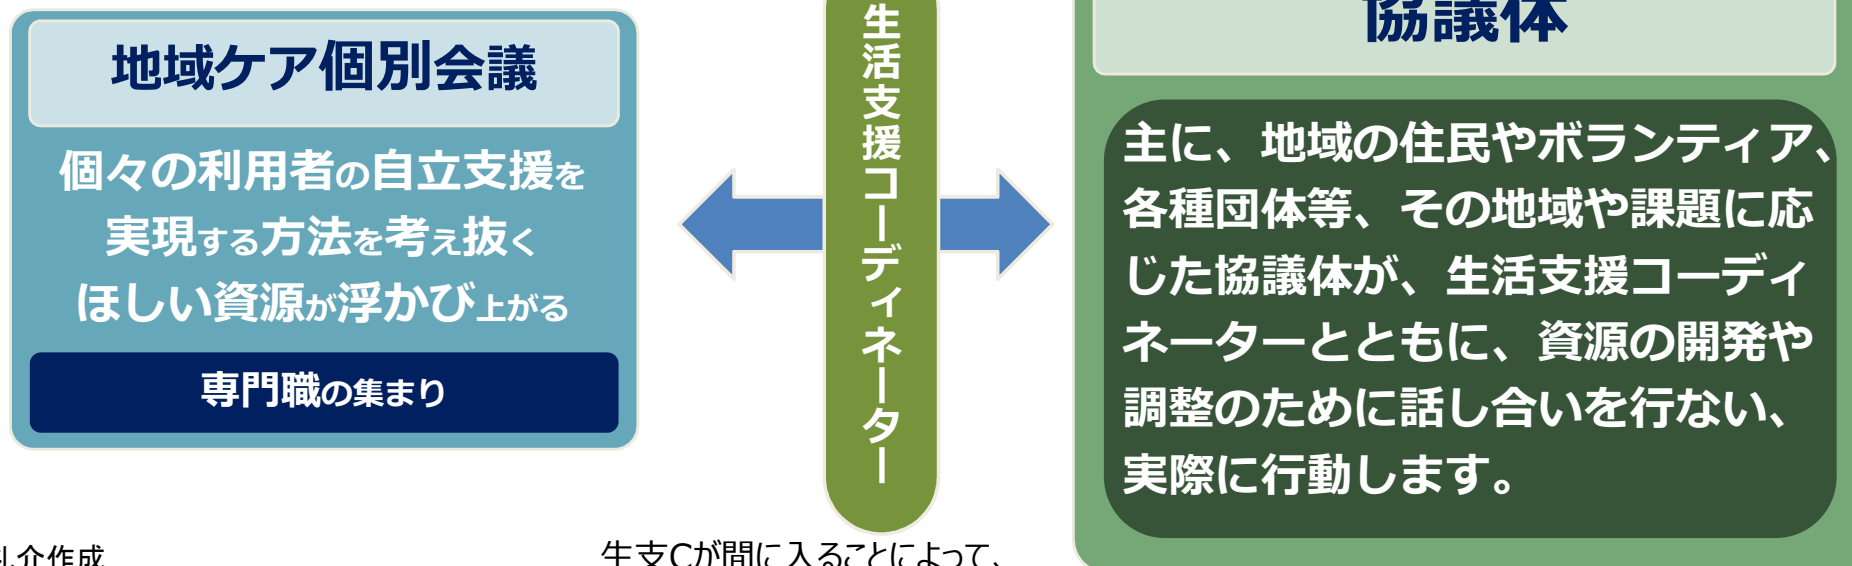 地域ケア個別会議
個々の利用者の自立支援を
実現する方法を考え抜く
ほしい資源が浮かび上がる
専門職の集まり
生活支援コーディネーター
協議体
主に、地域の住民やボランティア、
各種団体等、その地域や課題に応
じた協議体が、生活支援コーディ
ネーターとともに、資源の開発や
調整のために話し合いを行ない、
実際に行動します。
介作成
生支Cが間に入ることによって、